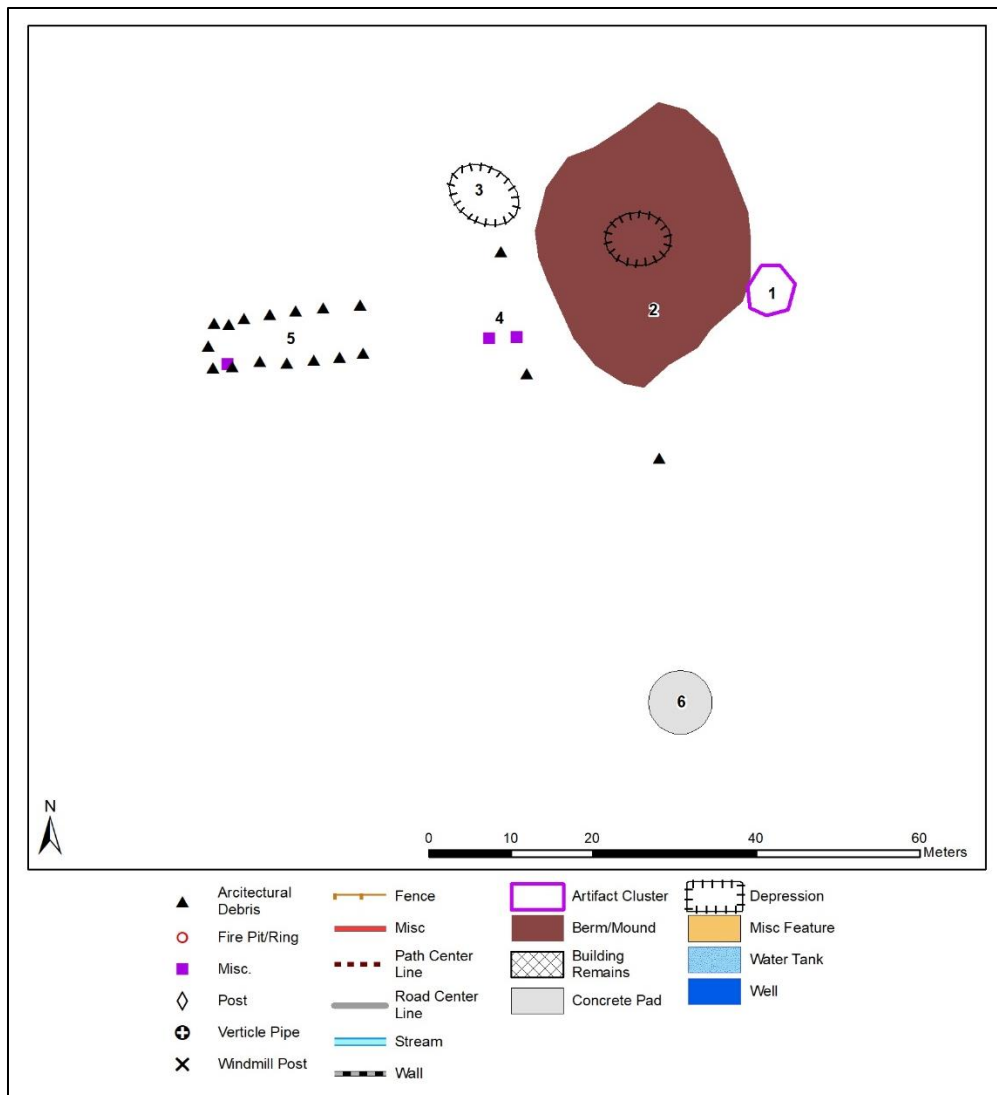 3
1
4
2
5
6
N
0 10 20 40 60
Meters
Arcitectural
Debris
Fire Pit/Ring
Misc.
Post
Verticle Pipe
Windmill Post
Fence
Misc
Path Center
Line
Road Center
Line
Stream
Wall
Artifact Cluster
Berm/Mound
Building
Remains
Concrete Pad
Depression
Misc Feature
Water Tank
Well